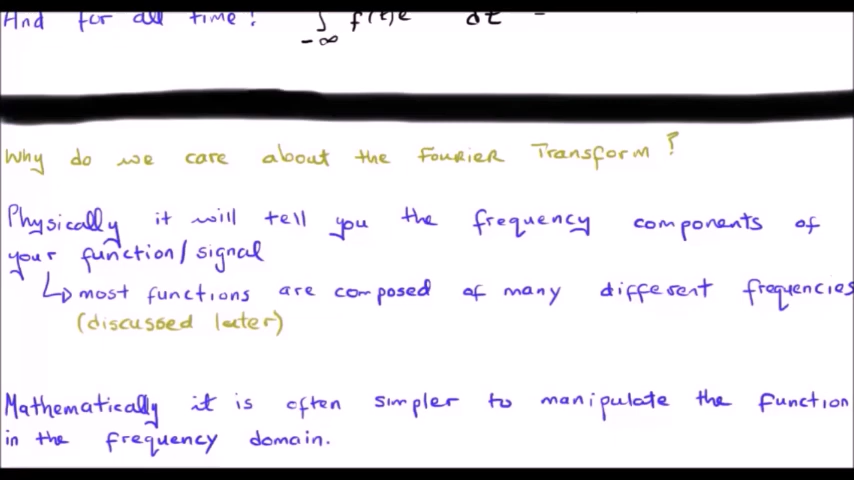 And for all time? ∫ f(t)e dt
-∞
Why do we care about the Fourier Transform?
Physically it will tell you the frequency components of
your function/signal
↳ most functions are composed of many different frequencies
(discussed later)
Mathematically it is often simpler to manipulate the function
in the frequency domain.